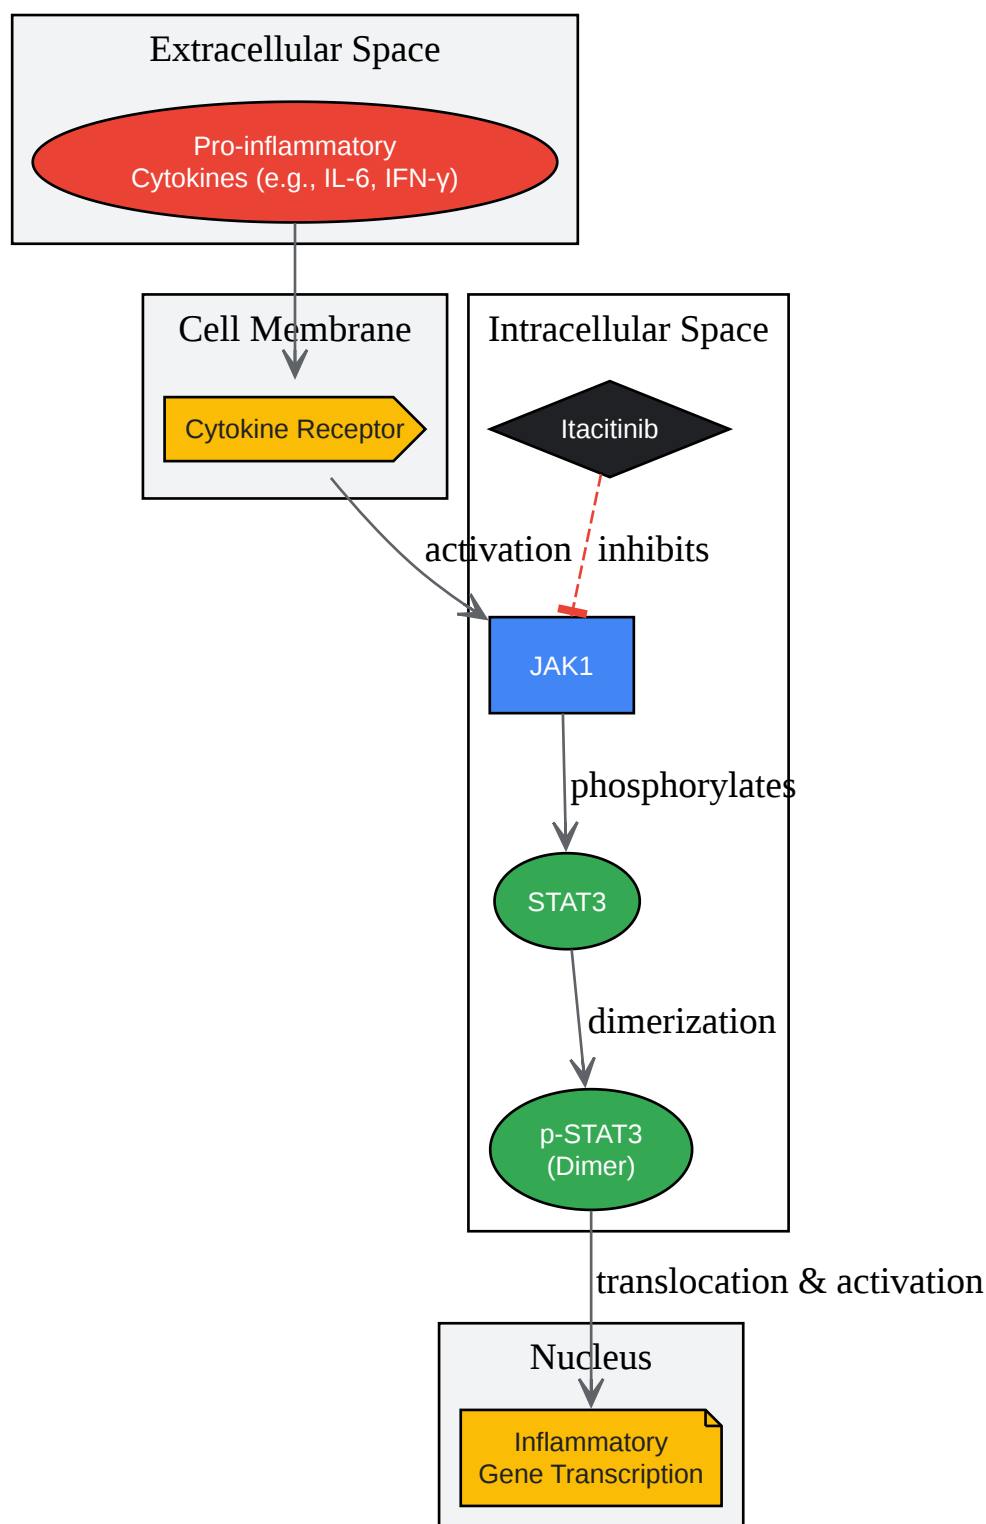 Extracellular Space
Pro-inflammatory
Cytokines (e.g., IL-6, IFN-γ)
Cell Membrane
Cytokine Receptor
Intracellular Space
Itacitinib
activation
inhibits
JAK1
phosphorylates
STAT3
dimerization
p-STAT3
(Dimer)
translocation & activation
Nucleus
Inflammatory
Gene Transcription